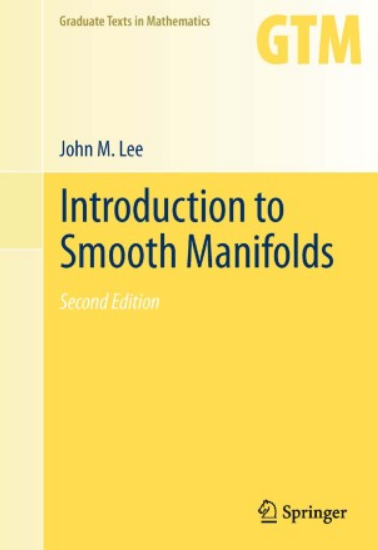 Graduate Texts in Mathematics
GTM
John M. Lee
Introduction to
Smooth Manifolds
Second Edition
Springer